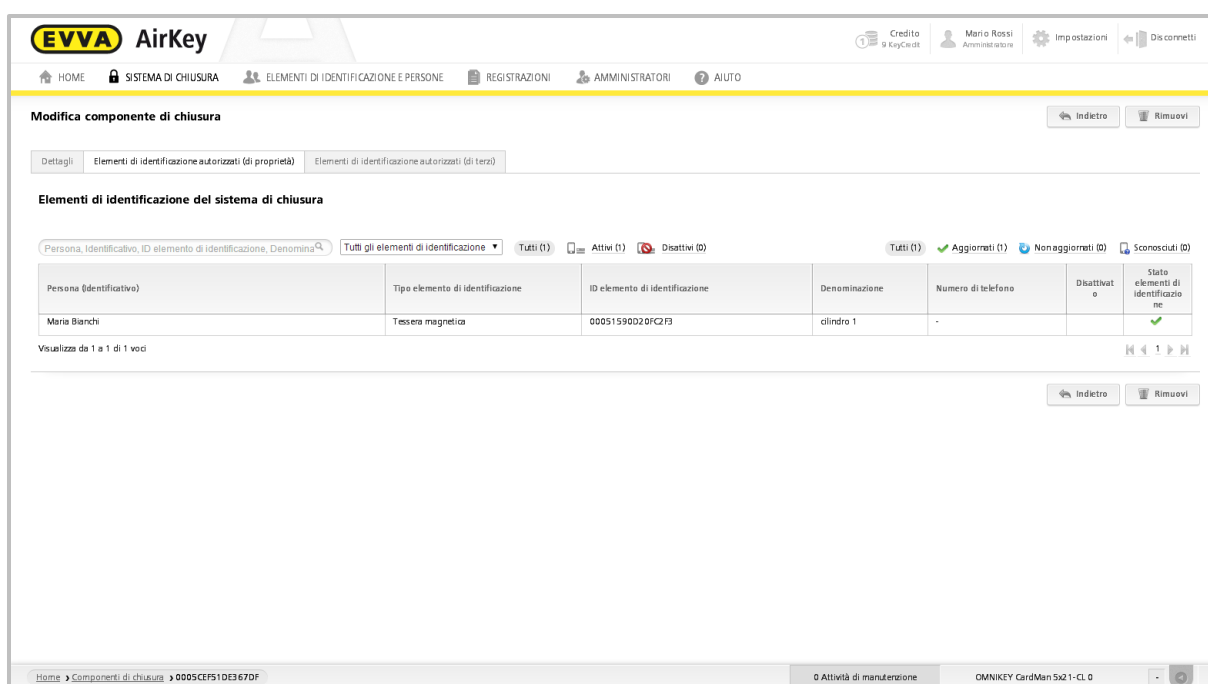 EVVA AirKey
Credito
9 KeyCredit
Mario Rossi
Amministratore
Impostazioni
Disconnetti
HOME SISTEMA DI CHIUSURA ELEMENTI DI IDENTIFICAZIONE E PERSONE REGISTRAZIONI AMMINISTRATORI AIUTO
Modifica componente di chiusura
Indietro Rimuovi
Dettagli Elementi di identificazione autorizzati (di proprietà) Elementi di identificazione autorizzati (di terzi)
Elementi di identificazione del sistema di chiusura
Persona, Identificativo, ID elemento di identificazione, Denomina Tutti gli elementi di identificazione Tutti (1) Attivi (1) Disattivi (0) Tutti (1) Aggiornati (1) Non aggiornati (0) Sconosciuti (0)
Persona (Identificativo) Tipo elemento di identificazione ID elemento di identificazione Denominazione Numero di telefono
Disattivat
o
Stato
elementi di
identificazio
ne
Maria Bianchi Tessera magnetica 00051590D20FC2F3 cilindro 1 -
Visualizza da 1 a 1 di 1 voci 1
Indietro Rimuovi
Home Componenti di chiusura 0005CEF51DE367DF 0 Attività di manutenzione OMNIKEY CardMan 5x21-CL 0 -